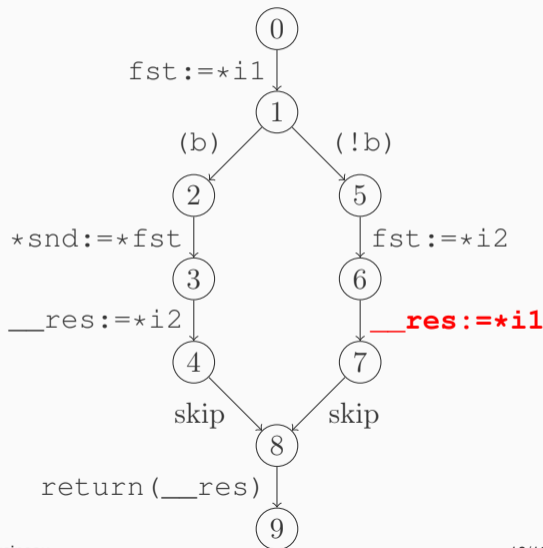 0
fst:=*i1
1
(b) (!b)
2 5
*snd:=*fst fst:=*i2
3 6
__res:=*i2 __res:=*i1
4 7
skip skip
8
return(__res)
9